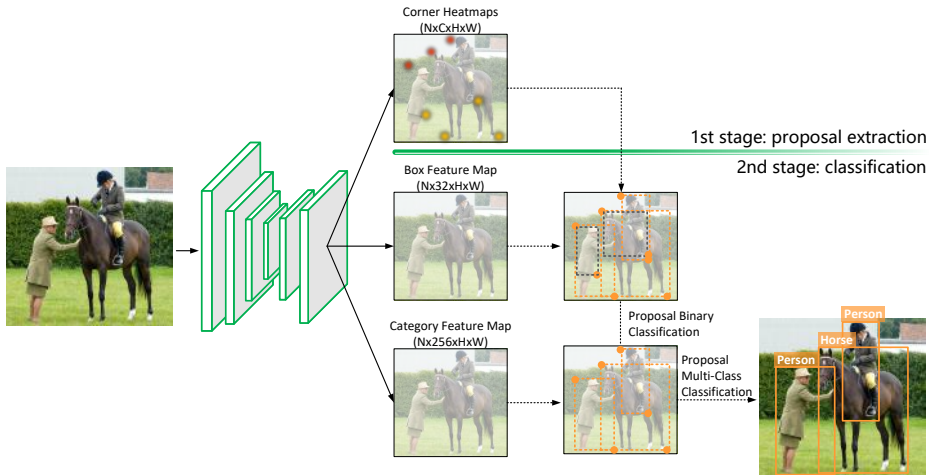 Corner Heatmaps
(NxCxHxW)
1st stage: proposal extraction
2nd stage: classification
Box Feature Map
(Nx32xHxW)
Proposal Binary
Classification
Category Feature Map
(Nx256xHxW)
Proposal
Multi-Class
Classification
Person
Horse
Person